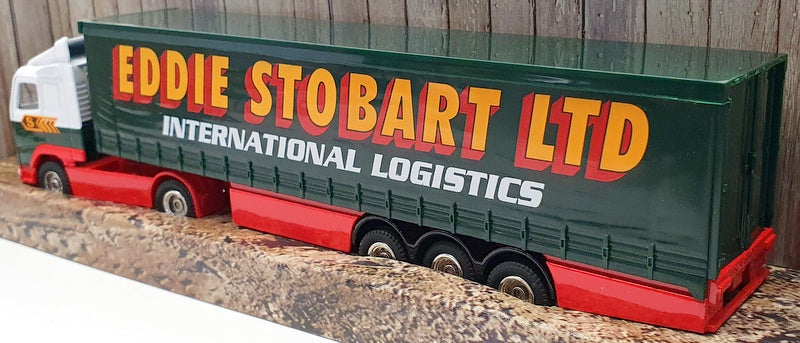 EDDIE STOBART LTD
INTERNATIONAL LOGISTICS
S